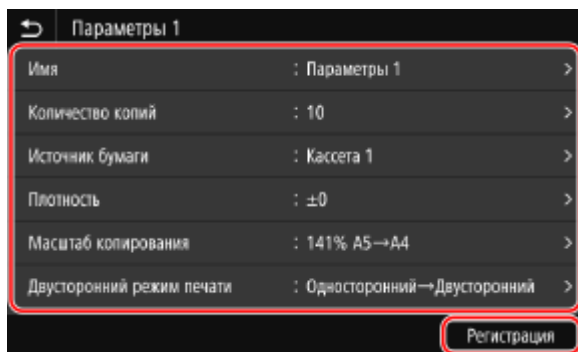 Параметры 1
Имя : Параметры 1
Количество копий : 10
Источник бумаги : Кассета 1
Плотность : ±0
Масштаб копирования : 141% A5→A4
Двусторонний режим печати : Односторонний→Двусторонний
Регистрация